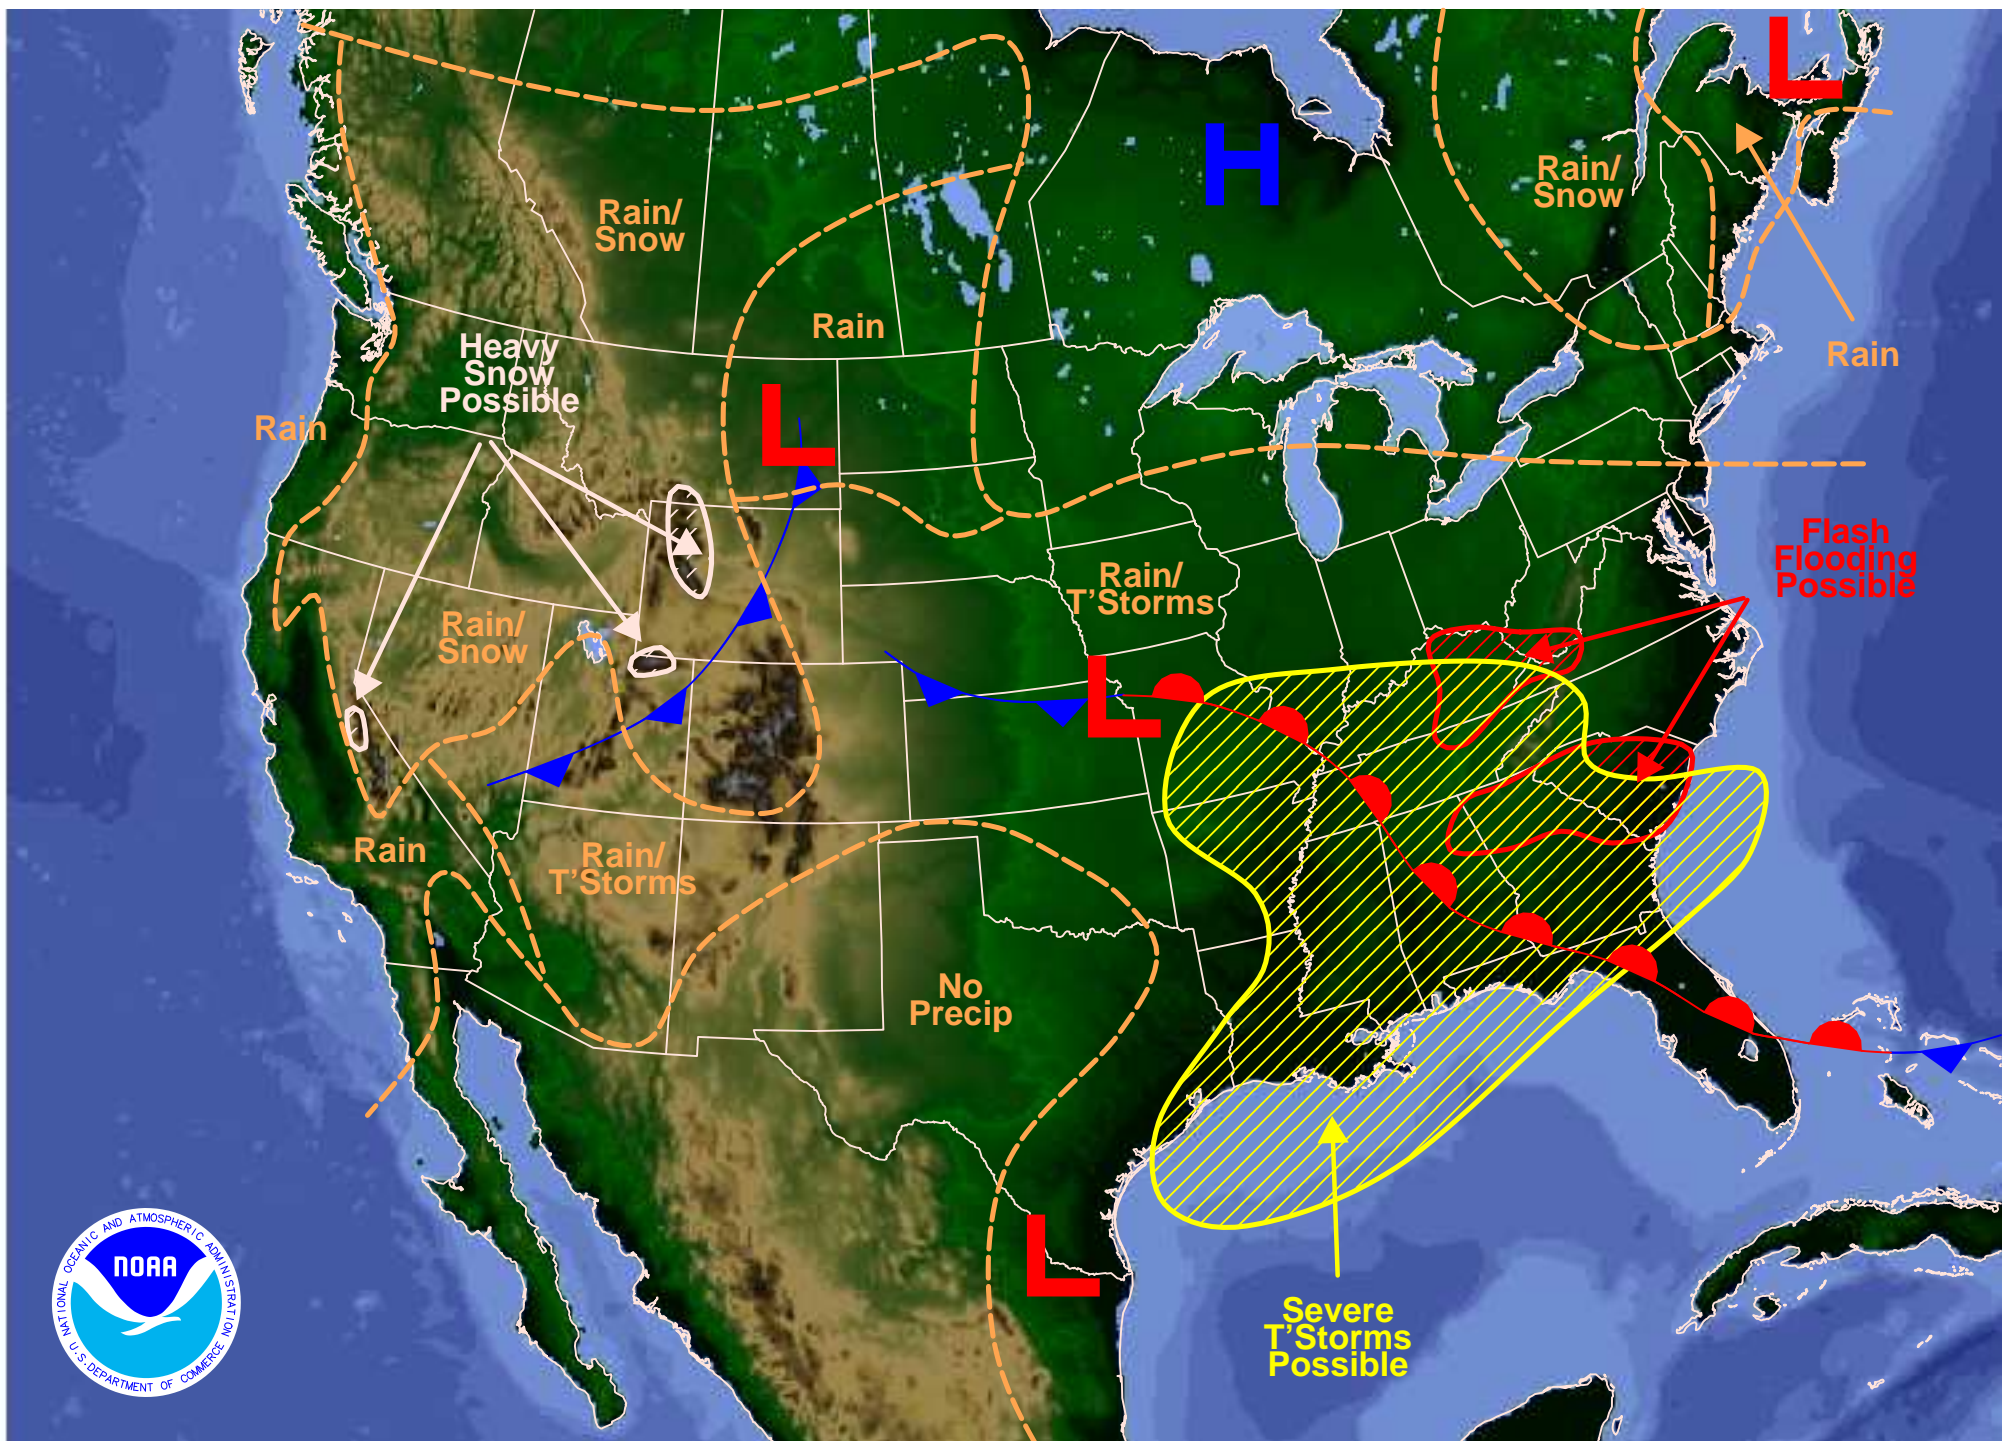 L
H
Rain/
Snow
Rain/
Snow
Rain
Rain
Heavy
Snow
Possible
L
Rain
Flash
Flooding
Possible
Rain/
T'Storms
Rain/
Snow
L
Rain
Rain/
T'Storms
No
Precip
L
Severe
T'Storms
Possible
NATIONAL OCEANIC AND ATMOSPHERIC ADMINISTRATION
NOAA
U.S. DEPARTMENT OF COMMERCE